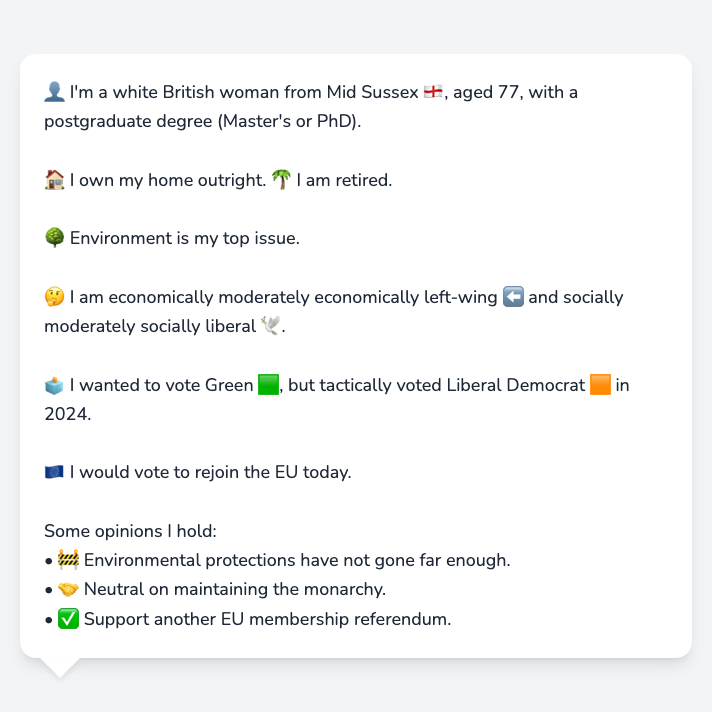 👤 I'm a white British woman from Mid Sussex 🏴󠁧󠁢󠁥󠁮󠁧󠁿, aged 77, with a
postgraduate degree (Master's or PhD).
🏠 I own my home outright. 🌴 I am retired.
🌳 Environment is my top issue.
🤔 I am economically moderately economically left-wing ⬅️ and socially
moderately socially liberal 🕊️.
🗳️ I wanted to vote Green 🟩, but tactically voted Liberal Democrat 🟧 in
2024.
🇪🇺 I would vote to rejoin the EU today.
Some opinions I hold:
• 🚧 Environmental protections have not gone far enough.
• 🤝 Neutral on maintaining the monarchy.
• ✅ Support another EU membership referendum.